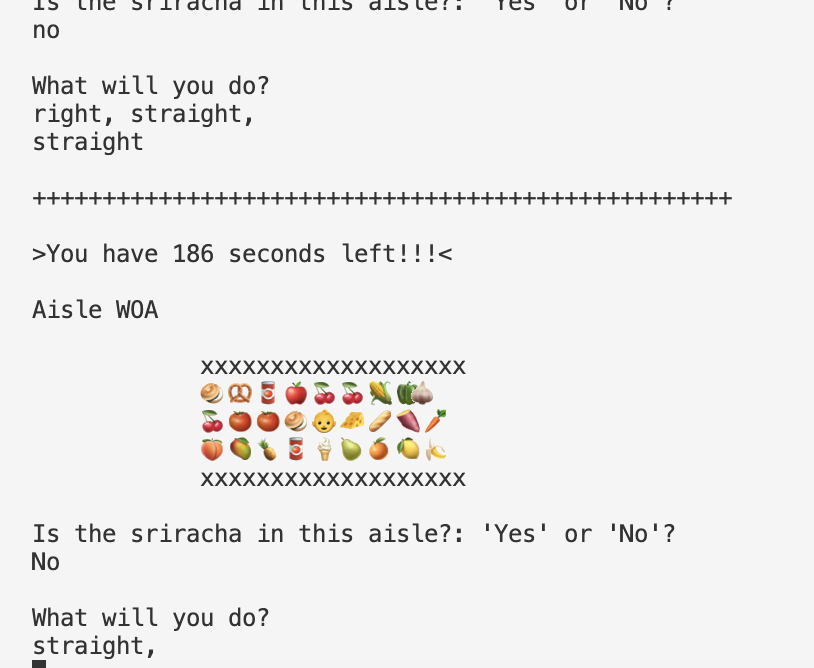 Is the sriracha in this aisle?: 'Yes' or 'No'?
no
What will you do?
right, straight,
straight
++++++++++++++++++++++++++++++++++++++++++++++++++
>You have 186 seconds left!!!<
Aisle WOA
xxxxxxxxxxxxxxxxxxx
xxxxxxxxxxxxxxxxxxx
Is the sriracha in this aisle?: 'Yes' or 'No'?
No
What will you do?
straight,